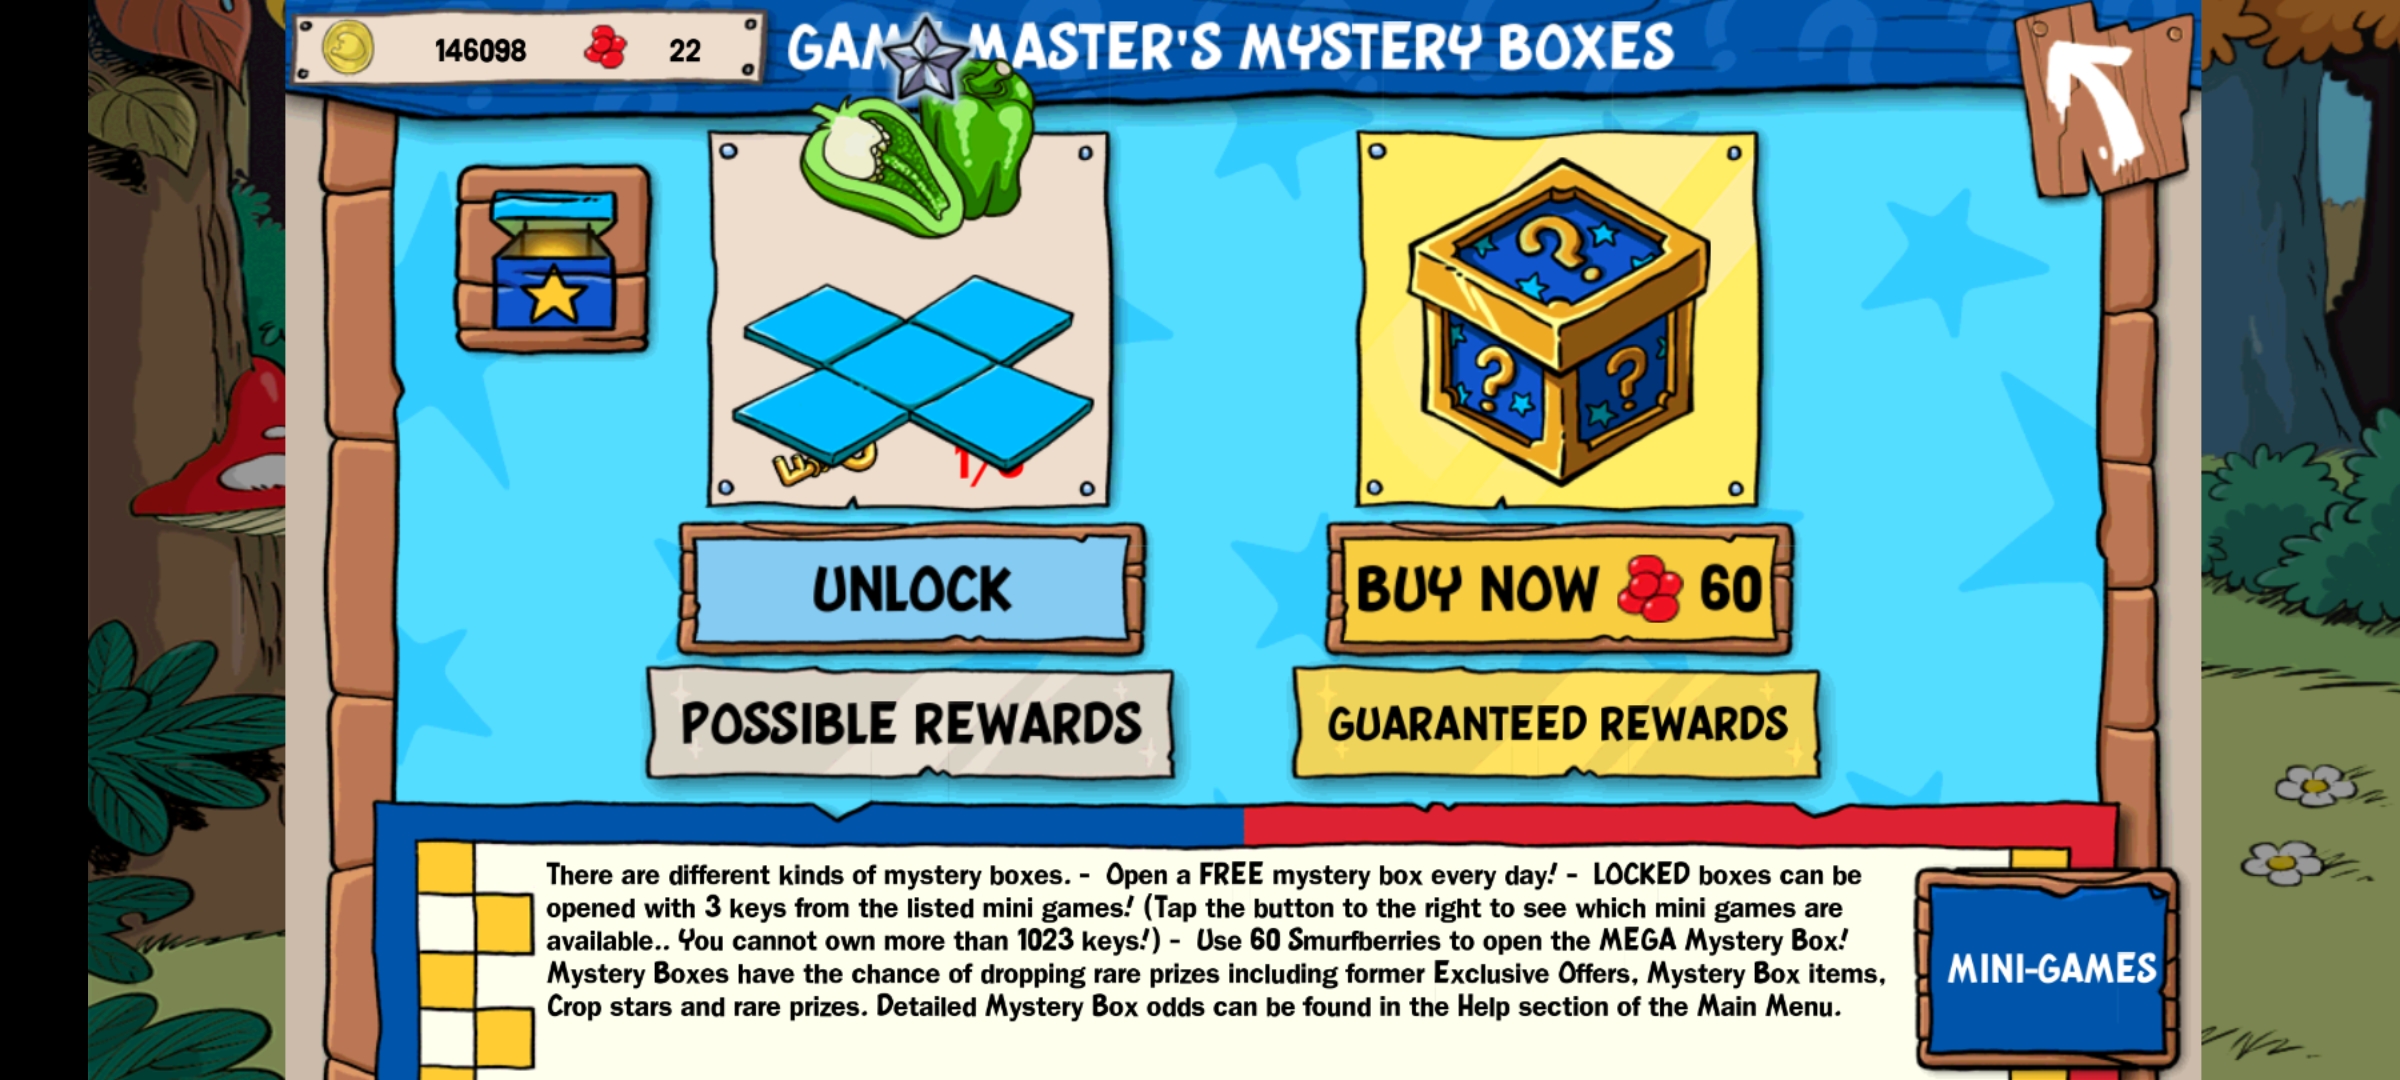 146098
22
GAM MASTER'S MYSTERY BOXES
1/
UNLOCK
BUY NOW 60
POSSIBLE REWARDS
GUARANTEED REWARDS
There are different kinds of mystery boxes. - Open a FREE mystery box every day! - LOCKED boxes can be
opened with 3 keys from the listed mini games! (Tap the button to the right to see which mini games are
available.. You cannot own more than 1023 keys!) - Use 60 Smurfberries to open the MEGA Mystery Box!
Mystery Boxes have the chance of dropping rare prizes including former Exclusive Offers, Mystery Box items,
Crop stars and rare prizes. Detailed Mystery Box odds can be found in the Help section of the Main Menu.
MINI-GAMES